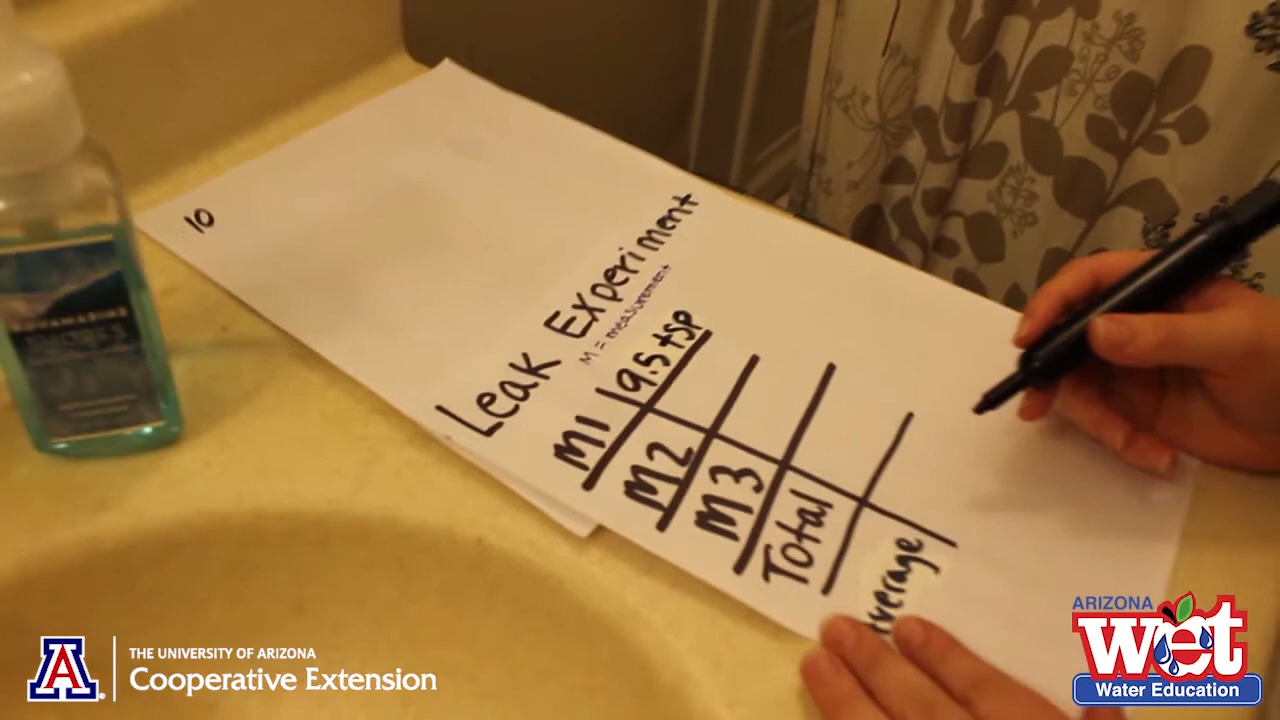 10
Leak Experiment
M = measurement
M1 9.5 tsp
M2
M3
Total
THE UNIVERSITY OF ARIZONA
Cooperative Extension
A
ARIZONA
wet
Water Education